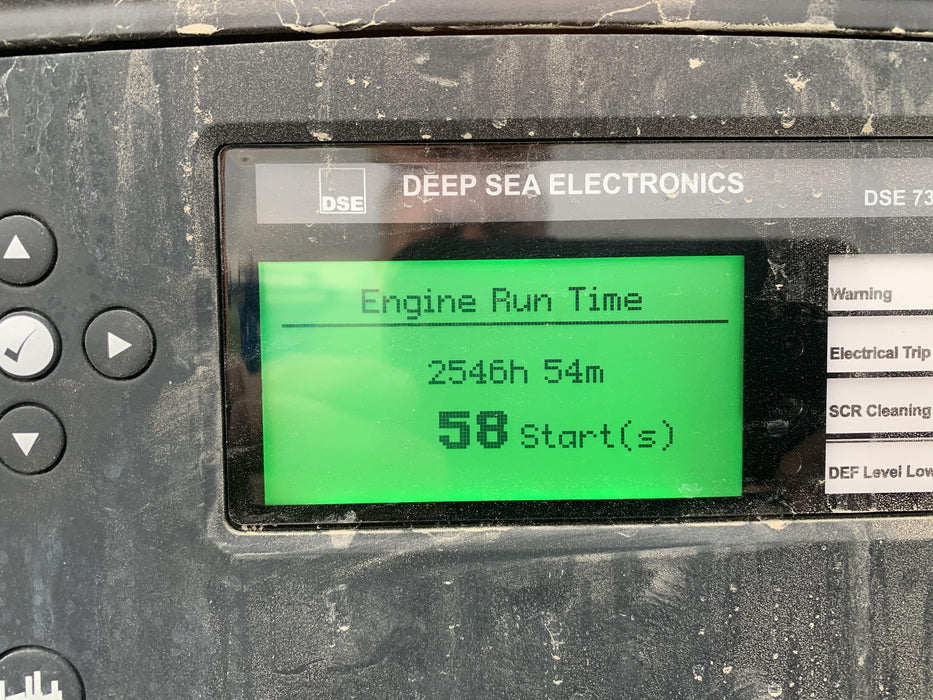 DSE
DEEP SEA ELECTRONICS
DSE 73
Engine Run Time
2546h 54m
58 Start(s)
Warning
Electrical Trip
SCR Cleaning
DEF Level Low